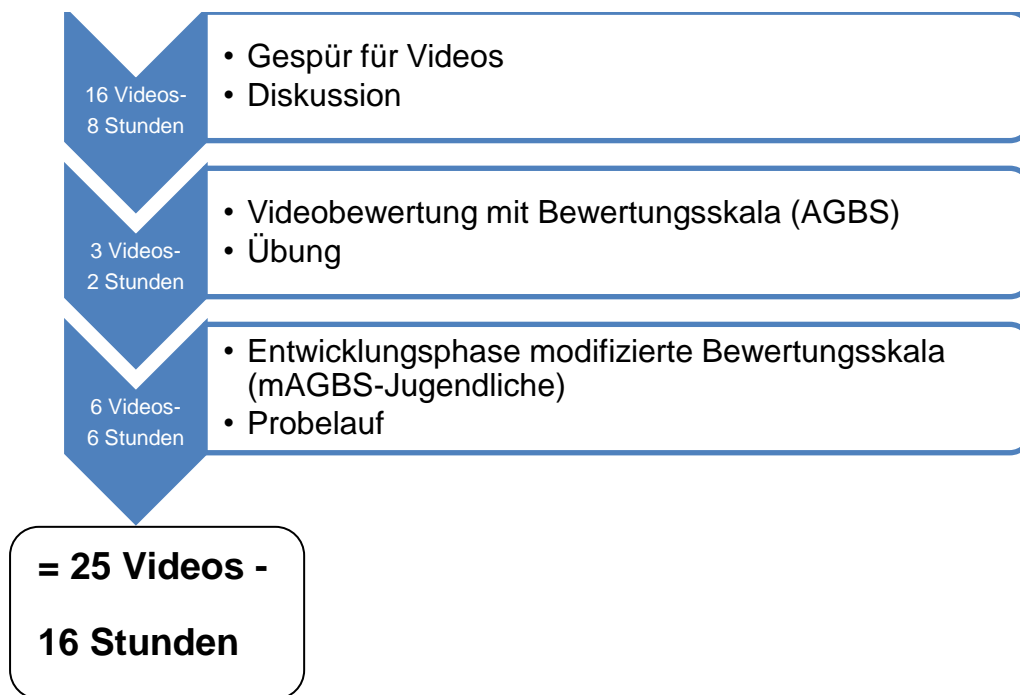 16 Videos-
8 Stunden
• Gespür für Videos
• Diskussion
3 Videos-
2 Stunden
• Videobewertung mit Bewertungsskala (AGBS)
• Übung
6 Videos-
6 Stunden
• Entwicklungsphase modifizierte Bewertungsskala
(mAGBS-Jugendliche)
• Probelauf
= 25 Videos -
16 Stunden